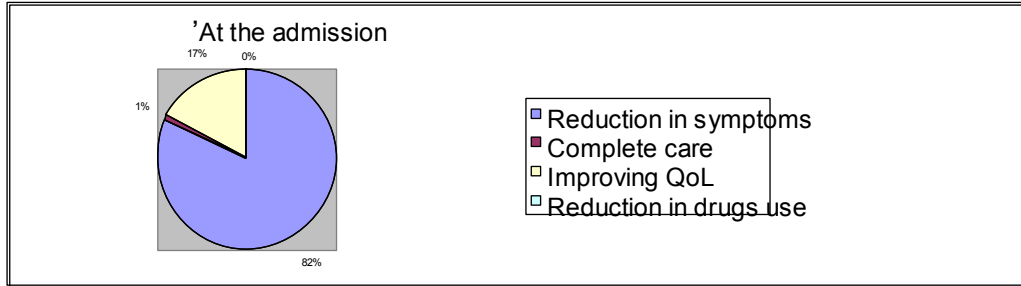 ’At the admission
17%
0%
1%
82%
Reduction in symptoms
Complete care
Improving QoL
Reduction in drugs use